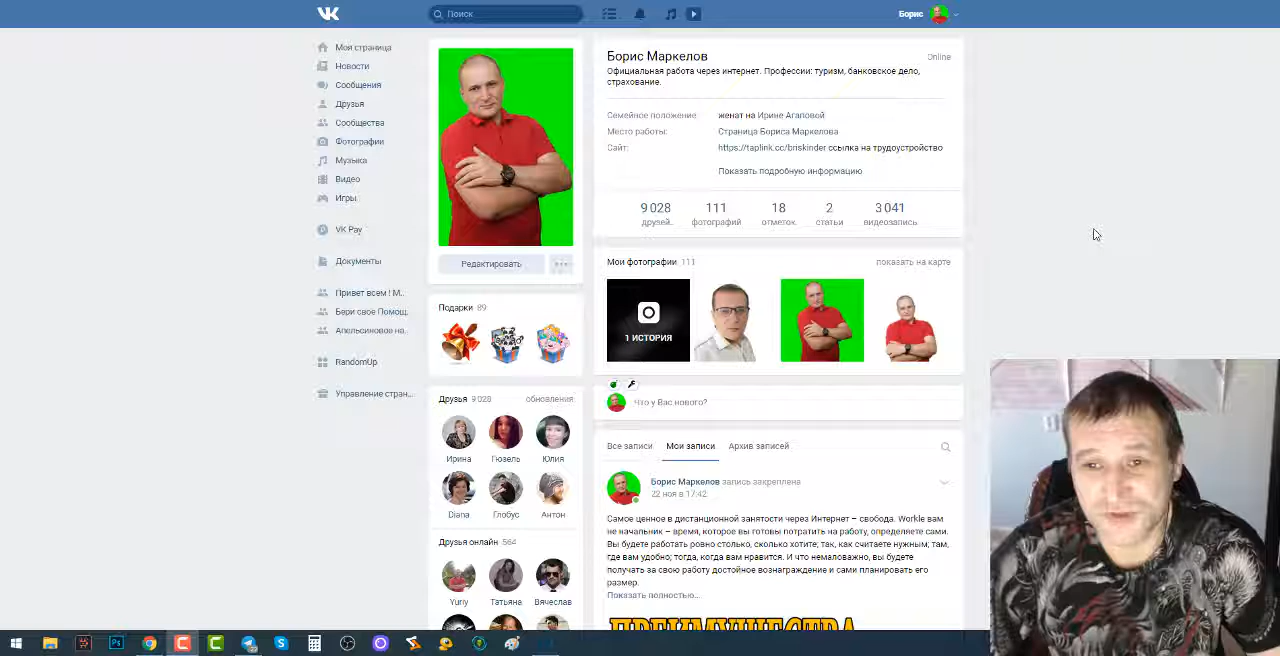 Поиск
Борис
Моя страница
Новости
Сообщения
Друзья
Сообщества
Фотографии
Музыка
Видео
Игры
VK Pay
Документы
Привет всем ! М..
Бери свое Помощ.
Апельсиновое на..
RandomUp
Управление стран...
Редактировать
Подарки 89
Друзья 9 028 обновления
Ирина Гюзель Юлия
Diana Глобус Антон
Друзья онлайн 564
Yuriy Татьяна Вячеслав
Борис Маркелов Online
Официальная работа через интернет. Профессии: туризм, банковское дело,
страхование.
Семейное положение: женат на Ирине Агаповой
Место работы: Страница Бориса Маркелова
Сайт: https://taplink.cc/briskinder ссылка на трудоустройство
Показать подробную информацию
9 028 111 18 2 3 041
друзей фотографий отметок статьи видеозапись
Мои фотографии 111 показать на карте
1 ИСТОРИЯ
Что у Вас нового?
Все записи Мои записи Архив записей
Борис Маркелов запись закреплена
22 ноя в 17:42
Самое ценное в дистанционной занятости через Интернет – свобода. Workle вам
не начальник – время, которое вы готовы потратить на работу, определяете сами.
Вы будете работать ровно столько, сколько хотите; так, как считаете нужным; там,
где вам удобно; тогда, когда вам нравится. И что немаловажно, вы будете
получать за свою работу достойное вознаграждение и сами планировать его
размер.
Показать полностью...
ПРЕИМУЩЕСТВА
Ps